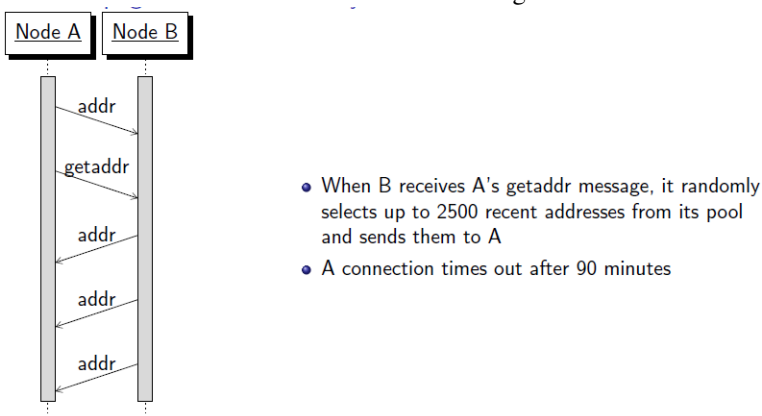 Node A
Node B
addr
getaddr
addr
addr
addr
When B receives A's getaddr message, it randomly
selects up to 2500 recent addresses from its pool
and sends them to A
A connection times out after 90 minutes